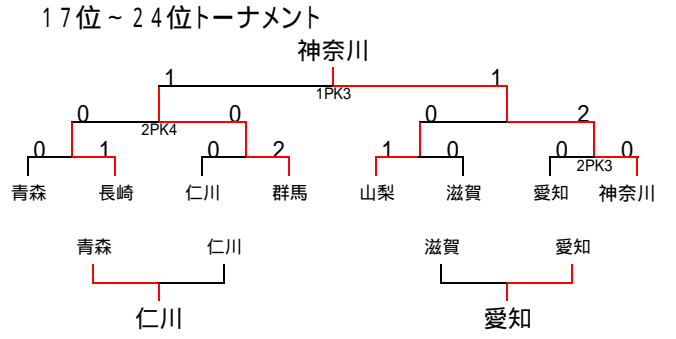 17位~24位トーナメント
神奈川
1 1
1PK3
0 0 0 2
2PK4
0 1 0 2 1 0 0 0
2PK3
青森 長崎 仁川 群馬 山梨 滋賀 愛知 神奈川
青森 仁川 滋賀 愛知
仁川 愛知